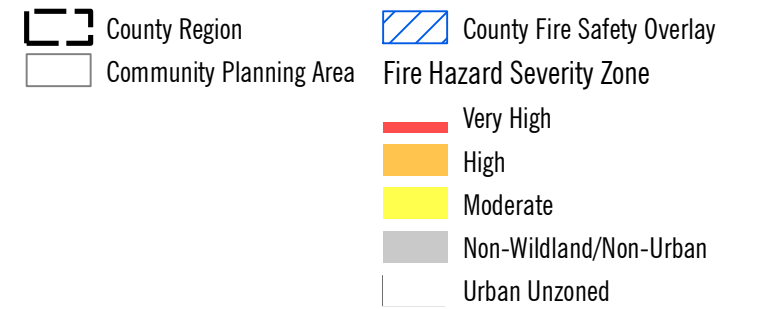 County Region
Community Planning Area
County Fire Safety Overlay
Fire Hazard Severity Zone
Very High
High
Moderate
Non-Wildland/Non-Urban
Urban Unzoned